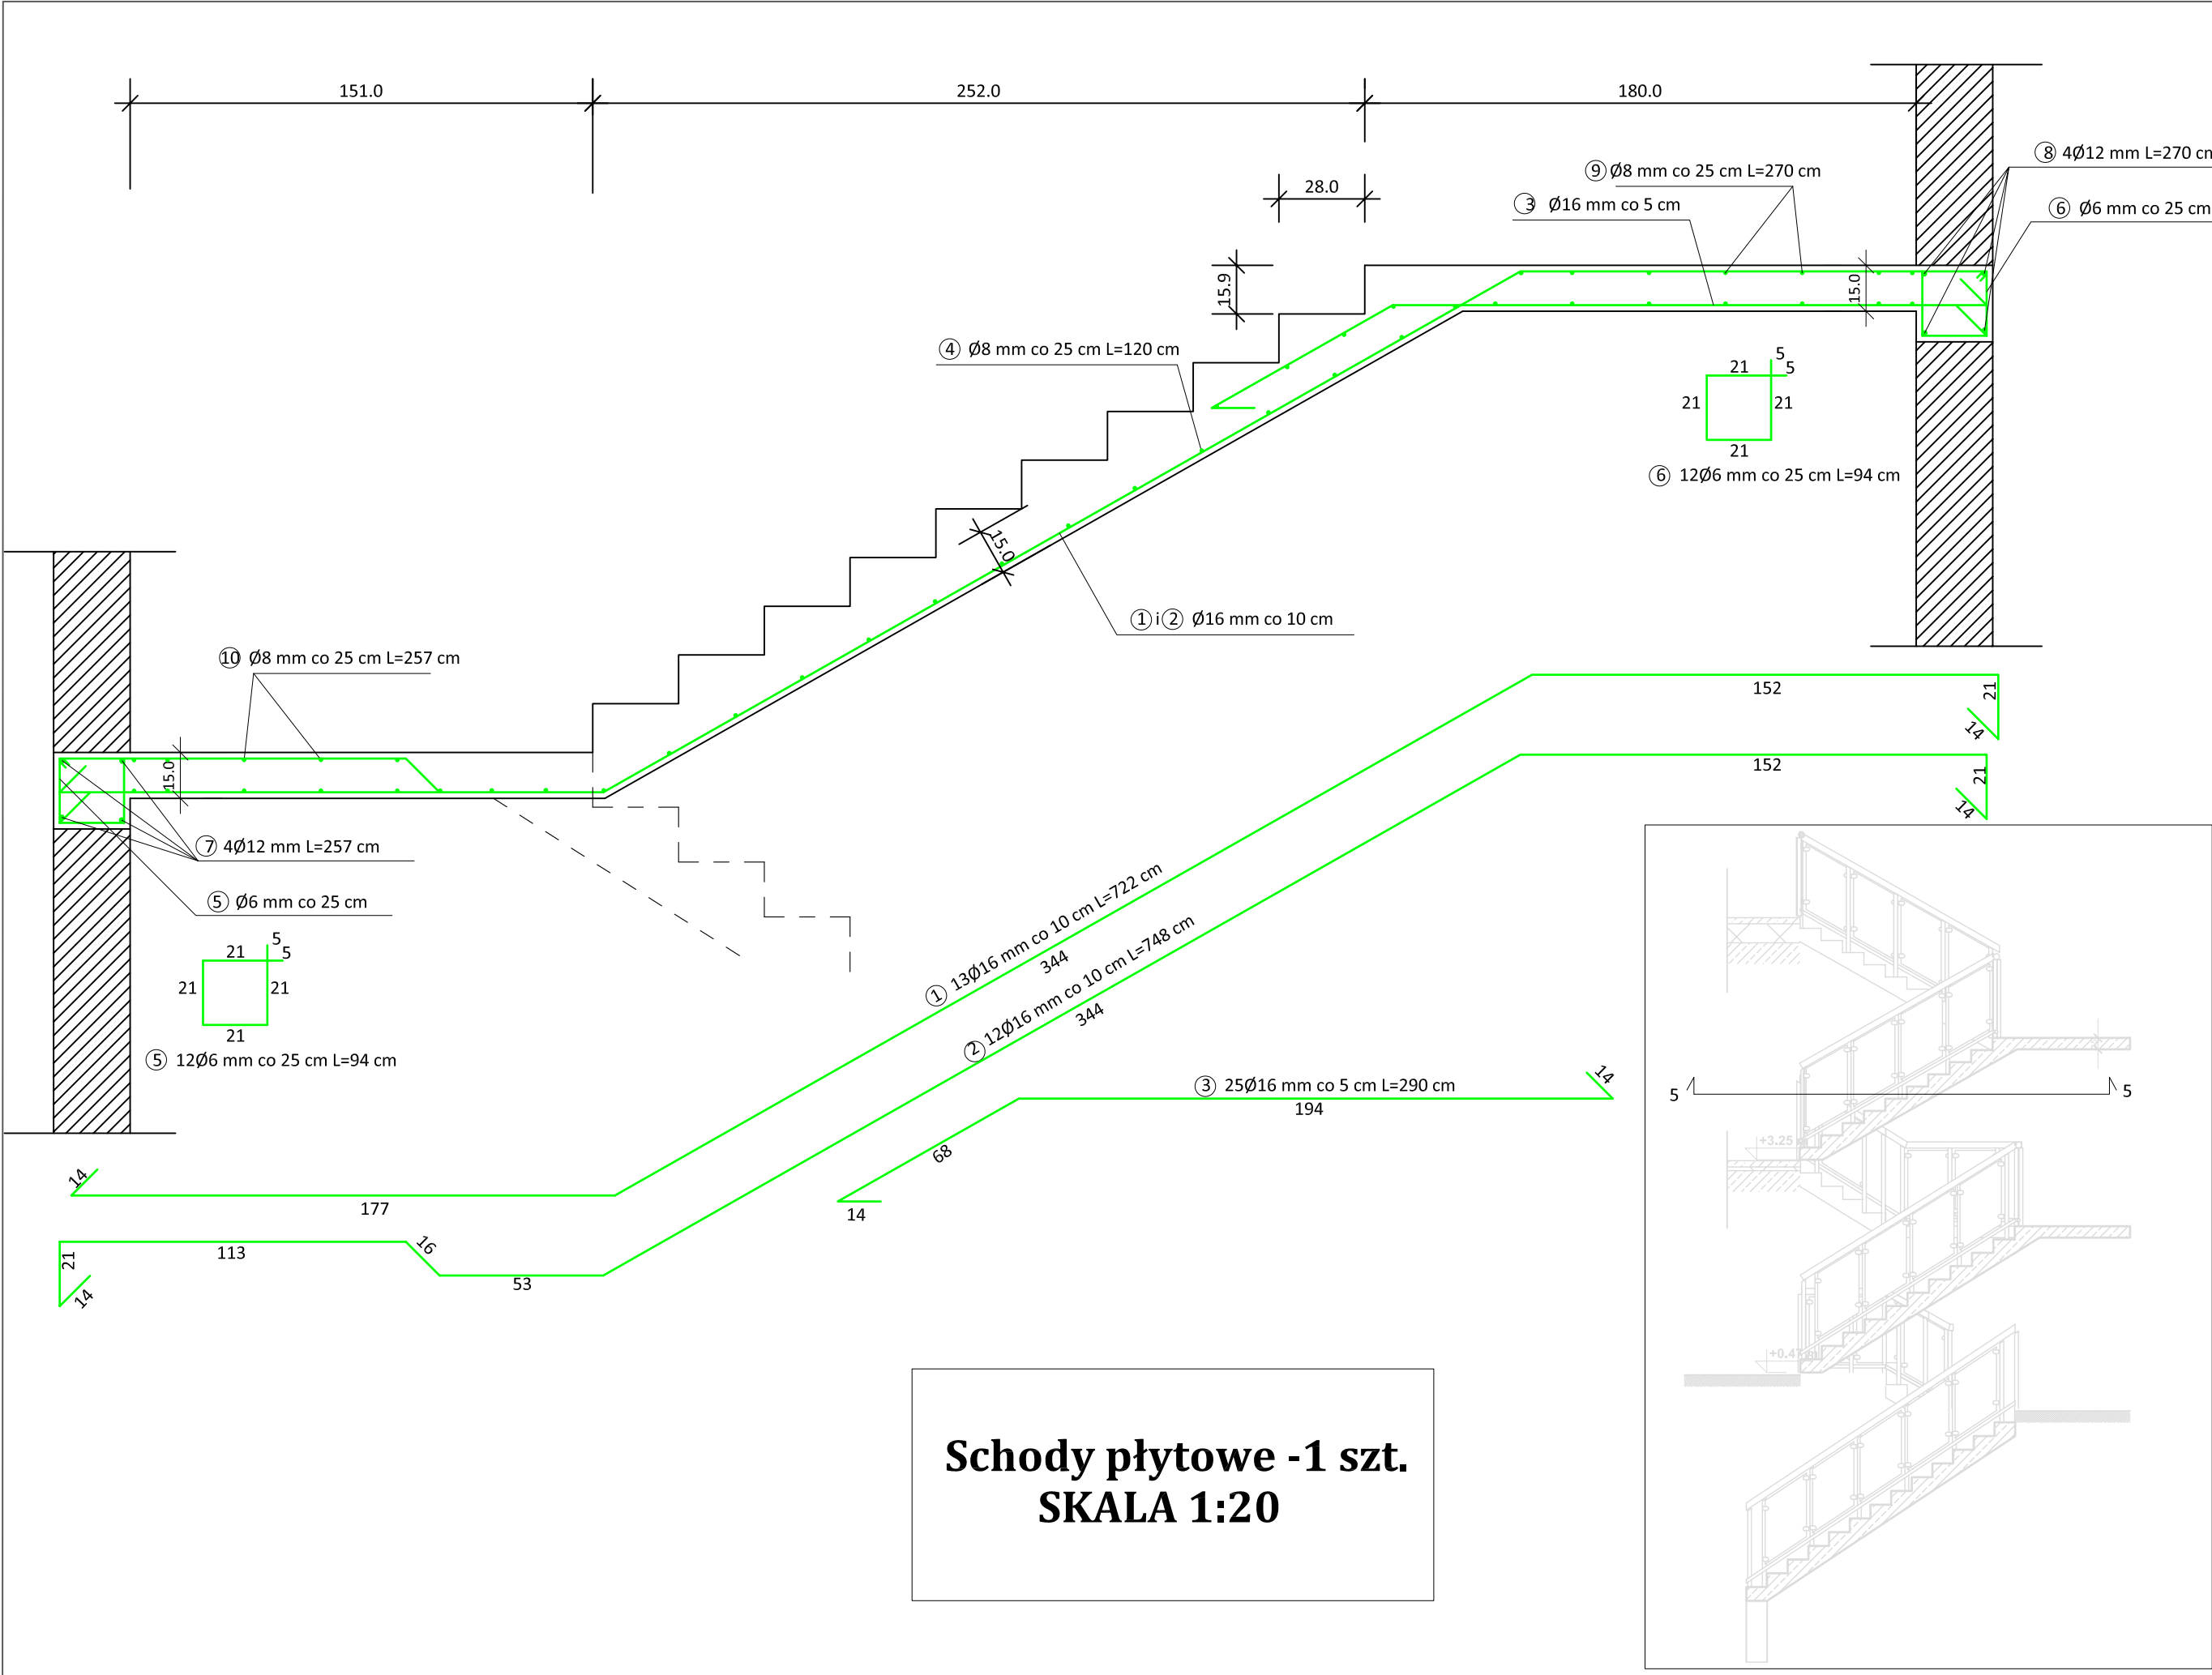 151.0
252.0
180.0
⑧ 4Ø12 mm L=270 cm
⑨ Ø8 mm co 25 cm L=270 cm
28.0
③ Ø16 mm co 5 cm
⑥ Ø6 mm co 25 cm
15.9
15.0
④ Ø8 mm co 25 cm L=120 cm
5
21
5
21
21
21
⑥ 12Ø6 mm co 25 cm L=94 cm
15.0
① i ② Ø16 mm co 10 cm
⑩ Ø8 mm co 25 cm L=257 cm
152
21
14
15.0
152
21
14
⑦ 4Ø12 mm L=257 cm
⑤ Ø6 mm co 25 cm
5
21
5
21
21
21
⑤ 12Ø6 mm co 25 cm L=94 cm
① 13Ø16 mm co 10 cm L=722 cm
344
② 12Ø16 mm co 10 cm L=748 cm
344
③ 25Ø16 mm co 5 cm L=290 cm
14
194
68
14
14
177
113
21
14
16
53
5
5
+3.25
+0.47
Schody płytowe -1 szt.
SKALA 1:20